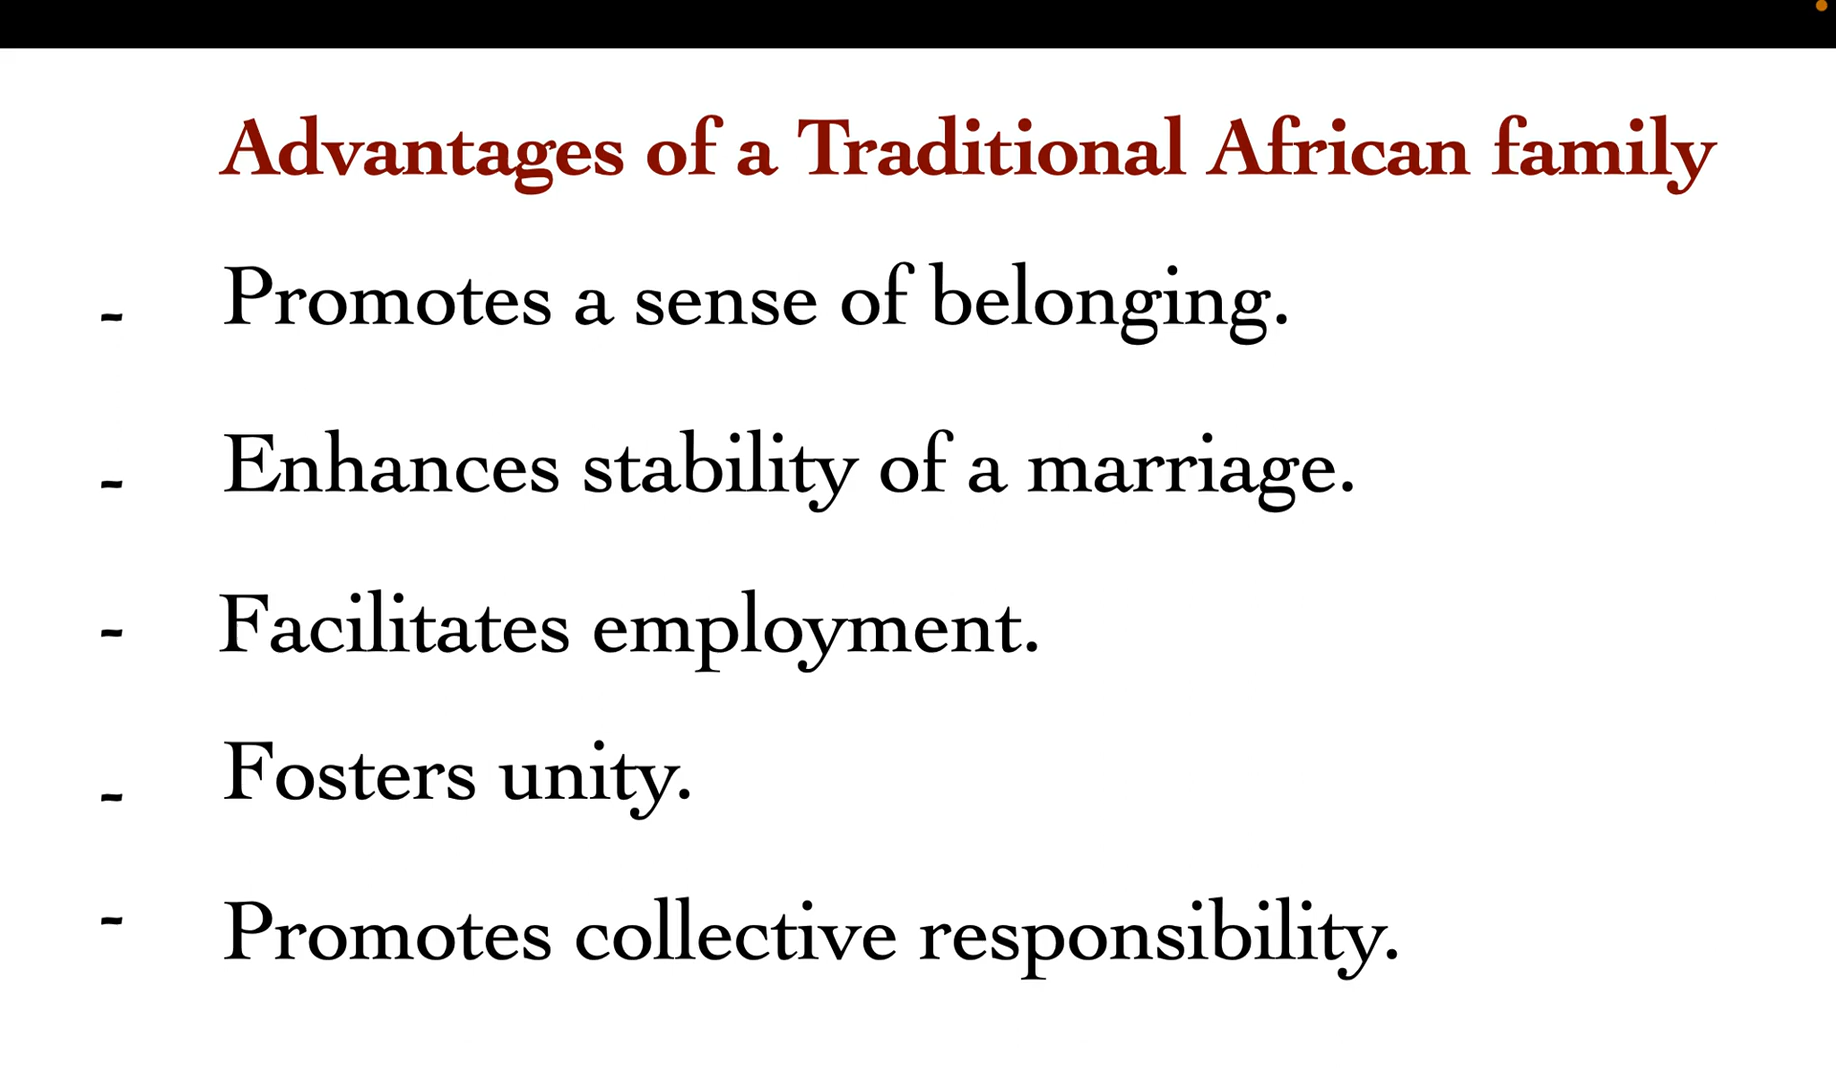 Advantages of a Traditional African family
- Promotes a sense of belonging.
- Enhances stability of a marriage.
- Facilitates employment.
- Fosters unity.
- Promotes collective responsibility.